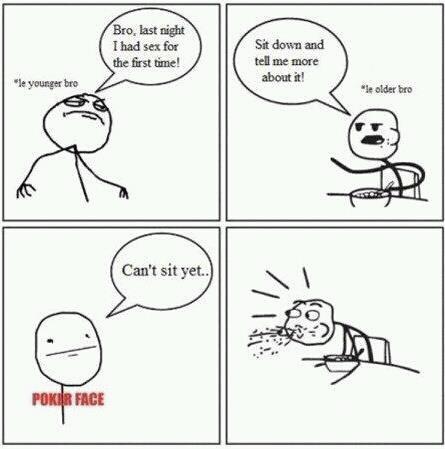 Bro, last night
I had sex for
the first time!
*le younger bro
Sit down and
tell me more
about it!
*le older bro
Can't sit yet..
POKER FACE